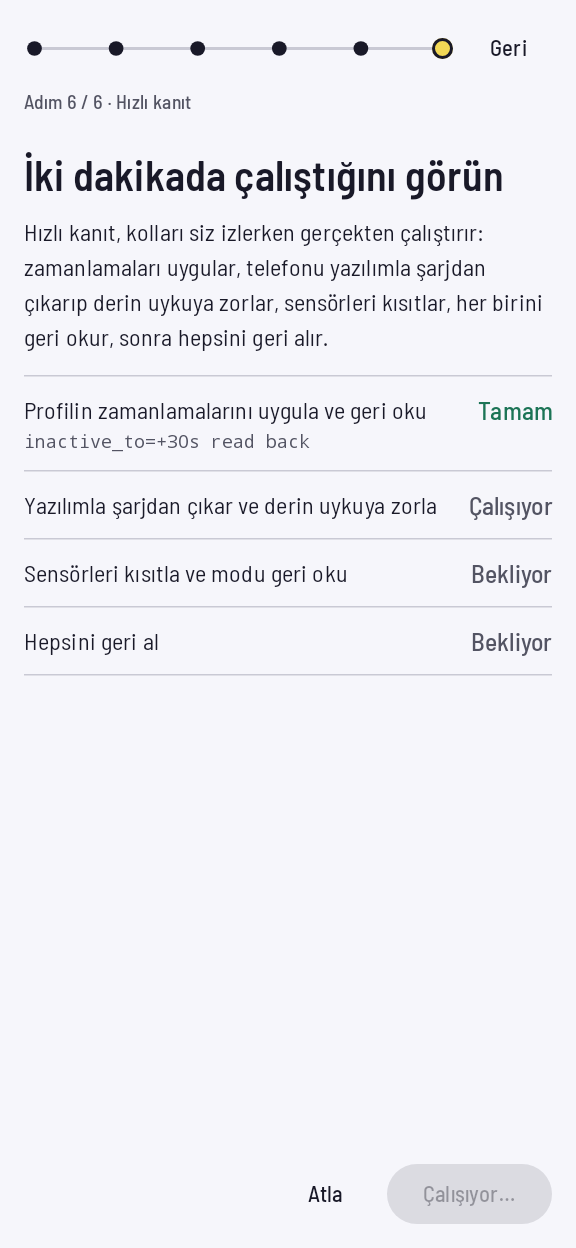 Geri
Adım 6 / 6 · Hızlı kanıt
İki dakikada çalıştığını görün
Hızlı kanıt, kolları siz izlerken gerçekten çalıştırır:
zamanlamaları uygular, telefonu yazılımla şarjdan
çıkarıp derin uykuya zorlar, sensörleri kısıtlar, her birini
geri okur, sonra hepsini geri alır.
Profilin zamanlamalarını uygula ve geri oku Tamam
inactive_to=+30s read back
Yazılımla şarjdan çıkar ve derin uykuya zorla Çalışıyor
Sensörleri kısıtla ve modu geri oku Bekliyor
Hepsini geri al Bekliyor
Atla Çalışıyor…